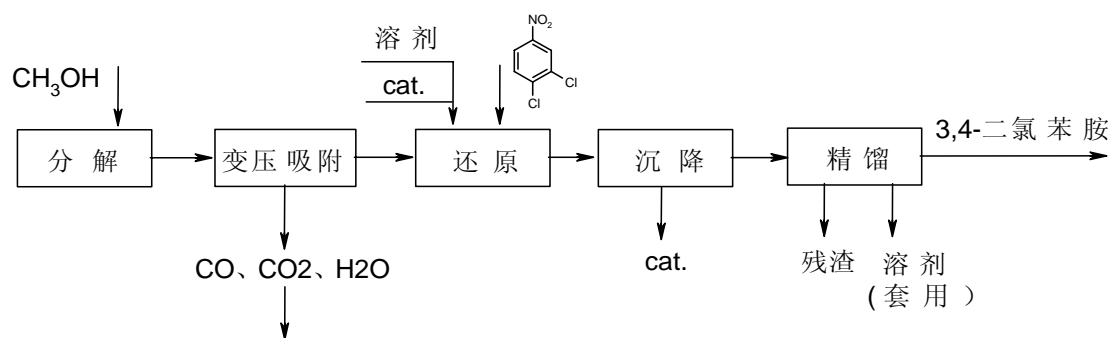 NO2
溶剂
CH3OH
cat.
Cl
Cl
3,4-二氯苯胺
分解
变压吸附
还原
沉降
精馏
CO、CO2、H2O
cat.
残渣
溶剂
(套用）